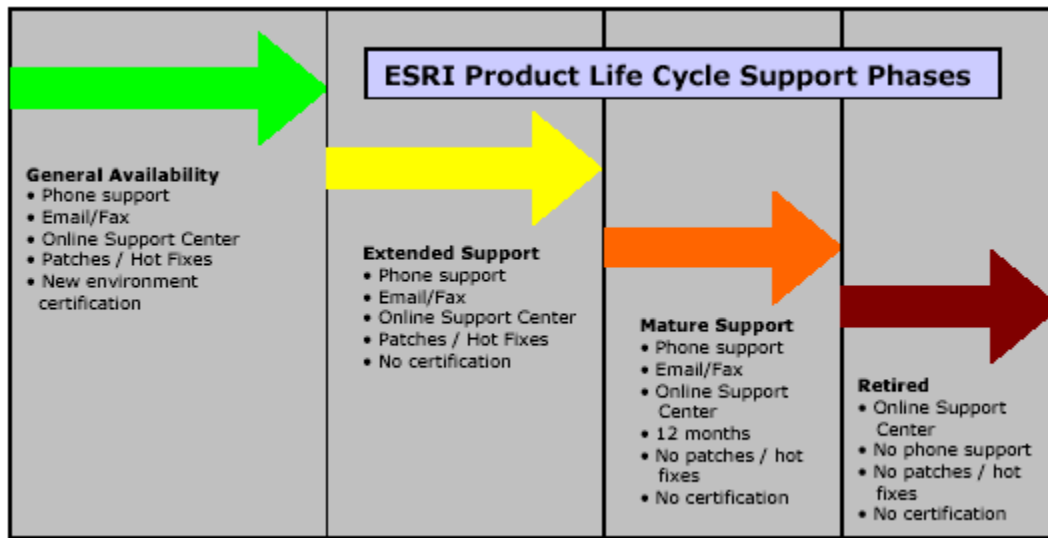 ESRI Product Life Cycle Support Phases
General Availability
• Phone support
• Email/Fax
• Online Support Center
• Patches / Hot Fixes
• New environment
certification
Extended Support
• Phone support
• Email/Fax
• Online Support Center
• Patches / Hot Fixes
• No certification
Mature Support
• Phone support
• Email/Fax
• Online Support
Center
• 12 months
• No patches / hot
fixes
• No certification
Retired
• Online Support
Center
• No phone support
• No patches / hot
fixes
• No certification